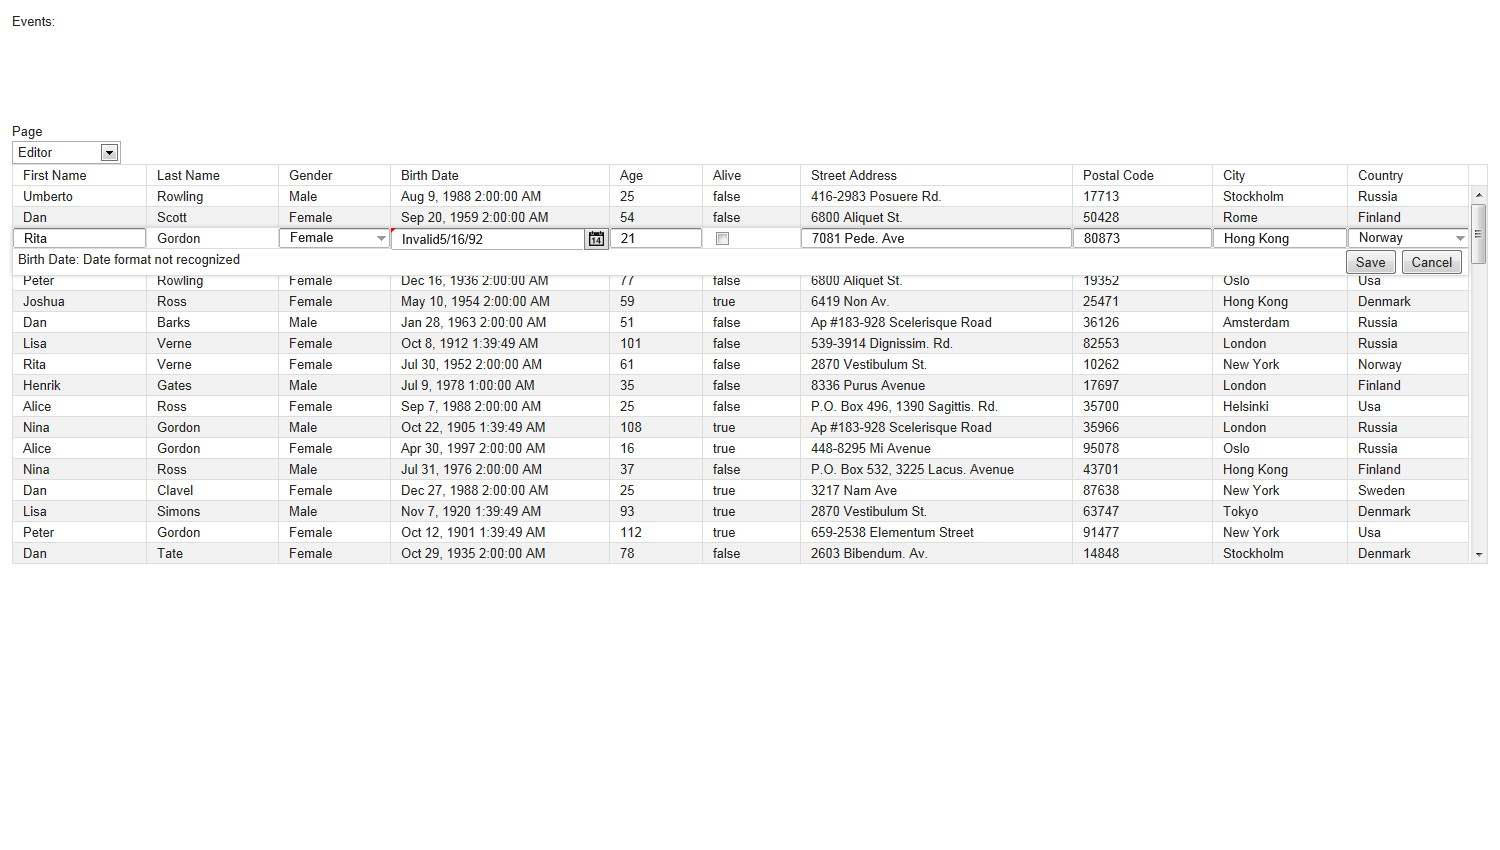 Events:
Page
Editor
First Name Last Name Gender Birth Date Age Alive Street Address Postal Code City Country
Umberto Rowling Male Aug 9, 1988 2:00:00 AM 25 false 416-2983 Posuere Rd. 17713 Stockholm Russia
Dan Scott Female Sep 20, 1959 2:00:00 AM 54 false 6800 Aliquet St. 50428 Rome Finland
Rita Gordon Female Invalid5/16/92 14 21 7081 Pede. Ave 80873 Hong Kong Norway
Birth Date: Date format not recognized Save Cancel
Peter Rowling Female Dec 16, 1936 2:00:00 AM 77 false 6800 Aliquet St. 19352 Oslo Usa
Joshua Ross Female May 10, 1954 2:00:00 AM 59 true 6419 Non Av. 25471 Hong Kong Denmark
Dan Barks Male Jan 28, 1963 2:00:00 AM 51 false Ap #183-928 Scelerisque Road 36126 Amsterdam Russia
Lisa Verne Female Oct 8, 1912 1:39:49 AM 101 false 539-3914 Dignissim. Rd. 82553 London Russia
Rita Verne Female Jul 30, 1952 2:00:00 AM 61 false 2870 Vestibulum St. 10262 New York Norway
Henrik Gates Male Jul 9, 1978 1:00:00 AM 35 false 8336 Purus Avenue 17697 London Finland
Alice Ross Female Sep 7, 1988 2:00:00 AM 25 false P.O. Box 496, 1390 Sagittis. Rd. 35700 Helsinki Usa
Nina Gordon Male Oct 22, 1905 1:39:49 AM 108 true Ap #183-928 Scelerisque Road 35966 London Russia
Alice Gordon Female Apr 30, 1997 2:00:00 AM 16 true 448-8295 Mi Avenue 95078 Oslo Russia
Nina Ross Male Jul 31, 1976 2:00:00 AM 37 false P.O. Box 532, 3225 Lacus. Avenue 43701 Hong Kong Finland
Dan Clavel Female Dec 27, 1988 2:00:00 AM 25 true 3217 Nam Ave 87638 New York Sweden
Lisa Simons Male Nov 7, 1920 1:39:49 AM 93 true 2870 Vestibulum St. 63747 Tokyo Denmark
Peter Gordon Female Oct 12, 1901 1:39:49 AM 112 true 659-2538 Elementum Street 91477 New York Usa
Dan Tate Female Oct 29, 1935 2:00:00 AM 78 false 2603 Bibendum. Av. 14848 Stockholm Denmark